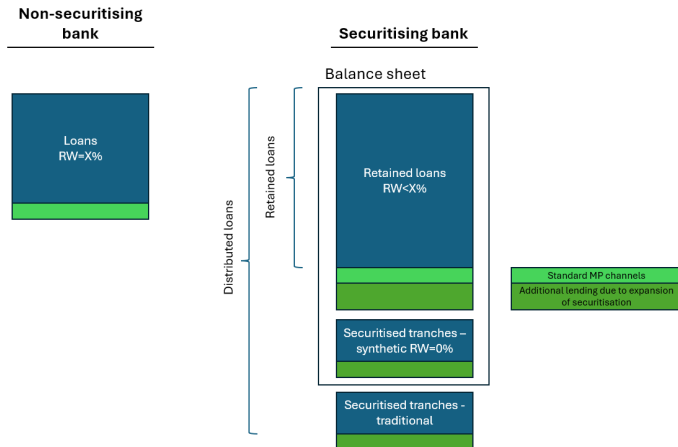 Non-securitising
bank
Securitising bank
Balance sheet
Loans
RW=X%
Distributed loans
Retained loans
Retained loans
RW<X%
Standard MP channels
Additional lending due to expansion
of securitisation
Securitised tranches –
synthetic RW=0%
Securitised tranches -
traditional